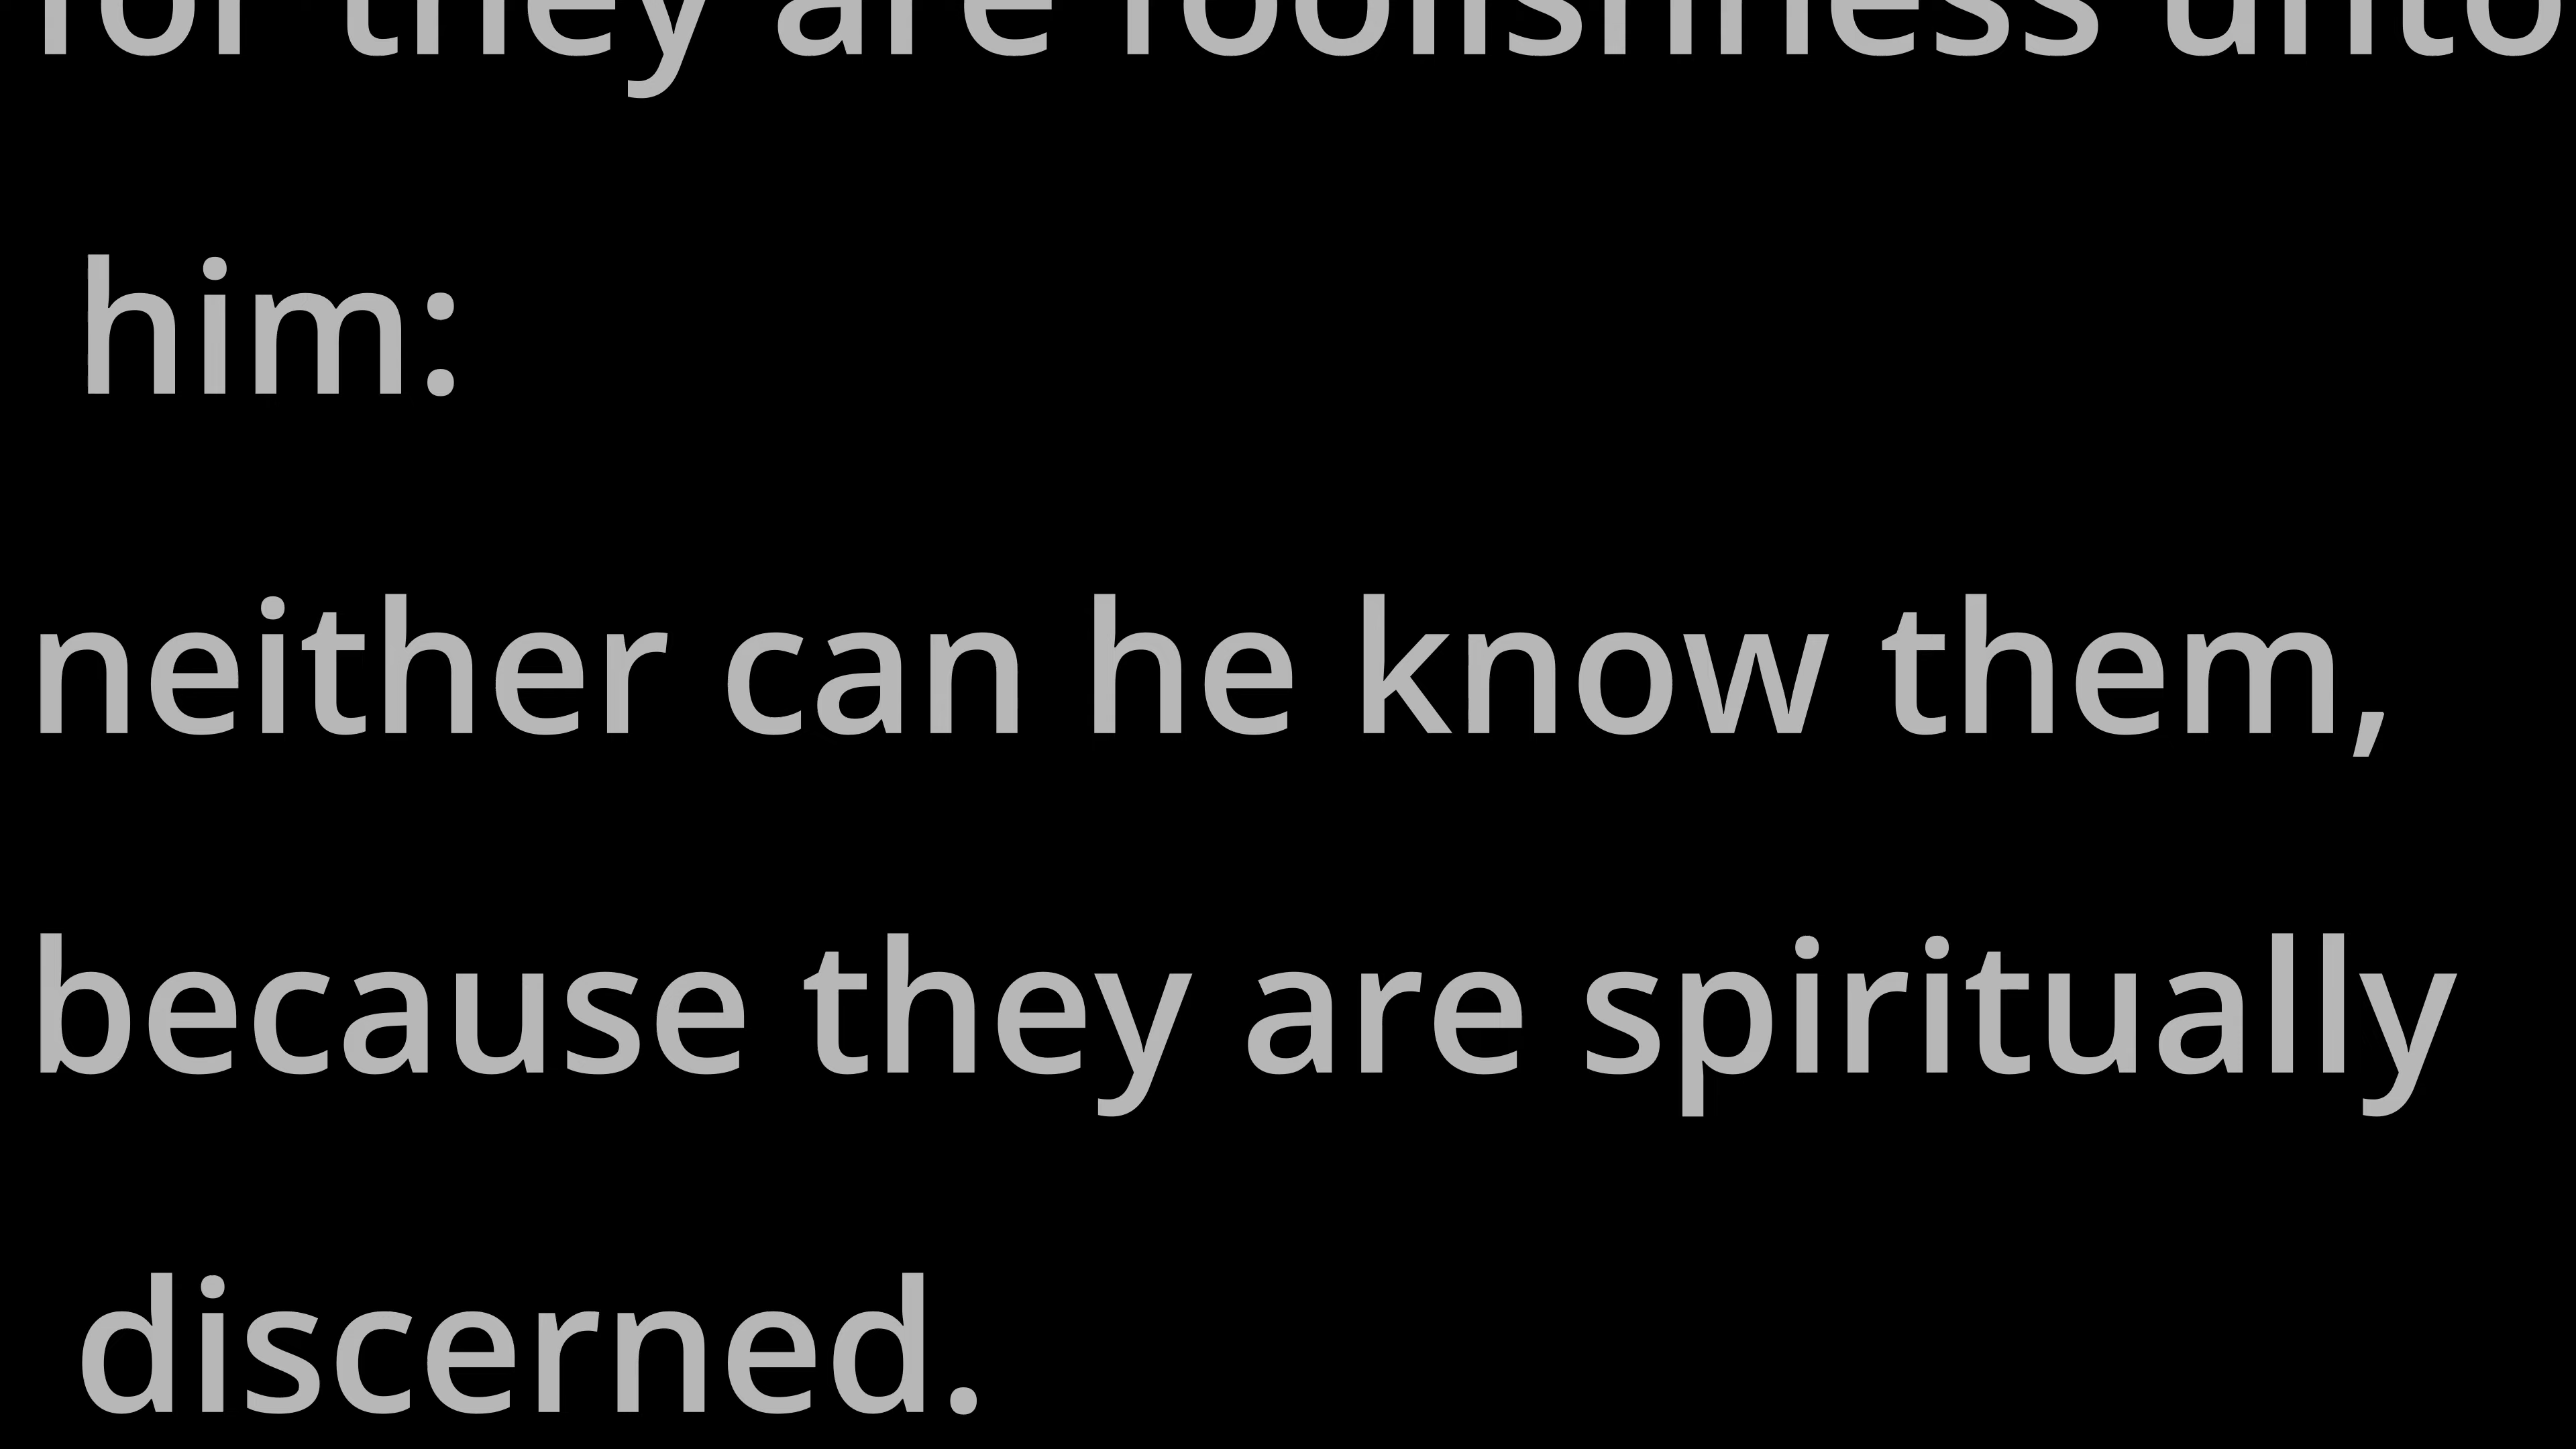 for they are foolishness unto
him:
neither can he know them,
because they are spiritually
discerned.